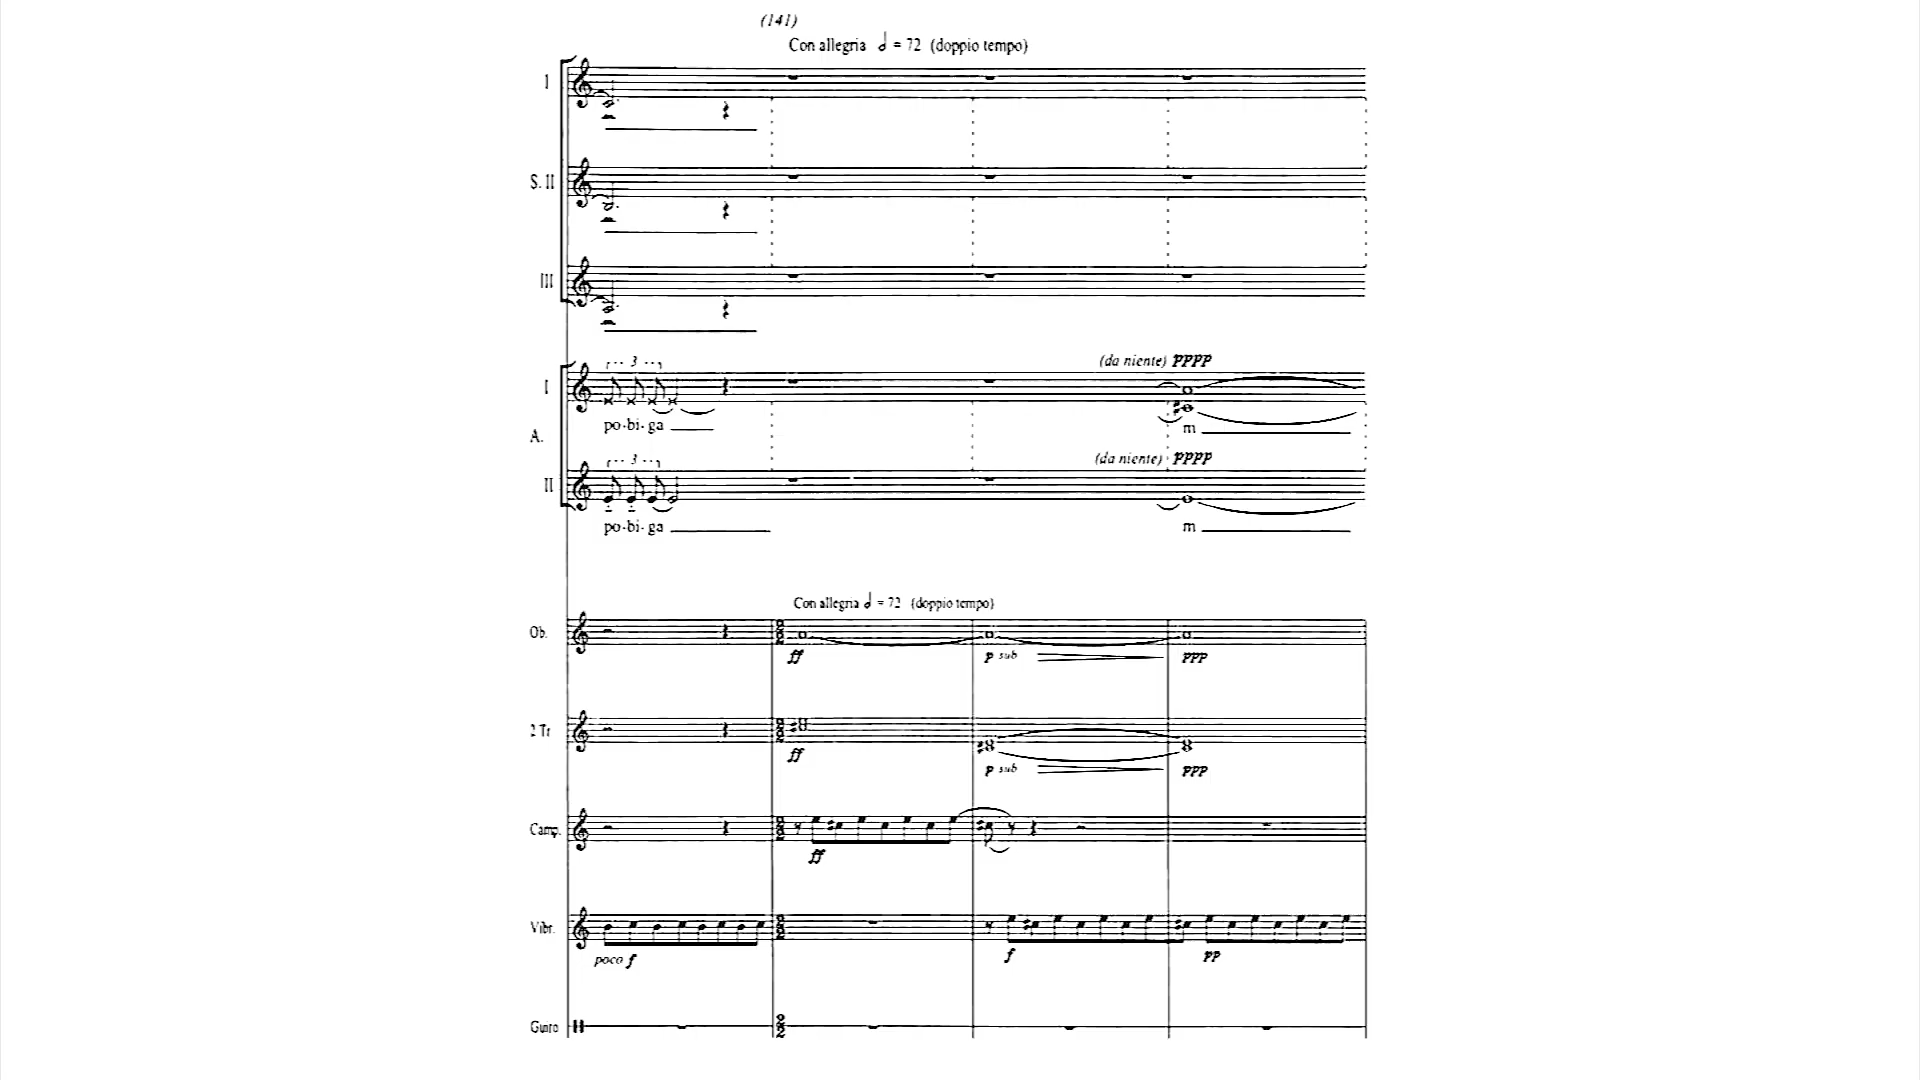 (141)
Con allegria 𝅗𝅥 = 72 (doppio tempo)
I
S. II
III
(da niente) pppp
3
I
po-bi-ga m
A.
(da niente) pppp
3
II
po-bi-ga m
Con allegria 𝅗𝅥 = 72 (doppio tempo)
Ob.
ff p sub ppp
2 Tr
ff p sub ppp
Camp.
ff
Vibr.
poco f f pp
Guiro